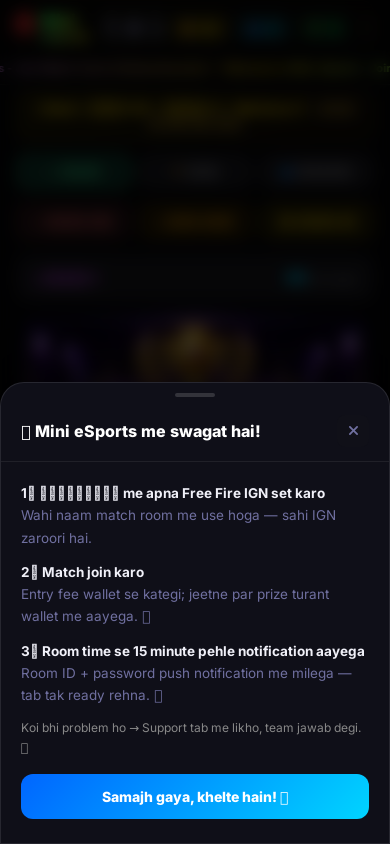 Mini eSports me swagat hai!
×
1 me apna Free Fire IGN set karo
Wahi naam match room me use hoga — sahi IGN
zaroori hai.
2 Match join karo
Entry fee wallet se kategi; jeetne par prize turant
wallet me aayega.
3 Room time se 15 minute pehle notification aayega
Room ID + password push notification me milega —
tab tak ready rehna.
Koi bhi problem ho → Support tab me likho, team jawab degi.
Samajh gaya, khelte hain!